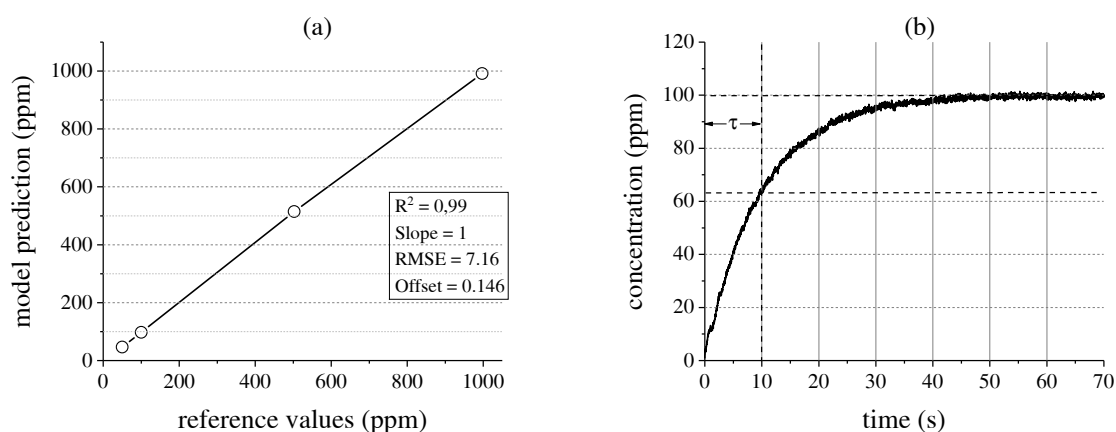 (a)
1000
800
600
400
200
0
model prediction (ppm)
R² = 0,99
Slope = 1
RMSE = 7.16
Offset = 0.146
0 200 400 600 800 1000
reference values (ppm)
(b)
120
100
80
60
40
20
0
concentration (ppm)
τ
0 10 20 30 40 50 60 70
time (s)